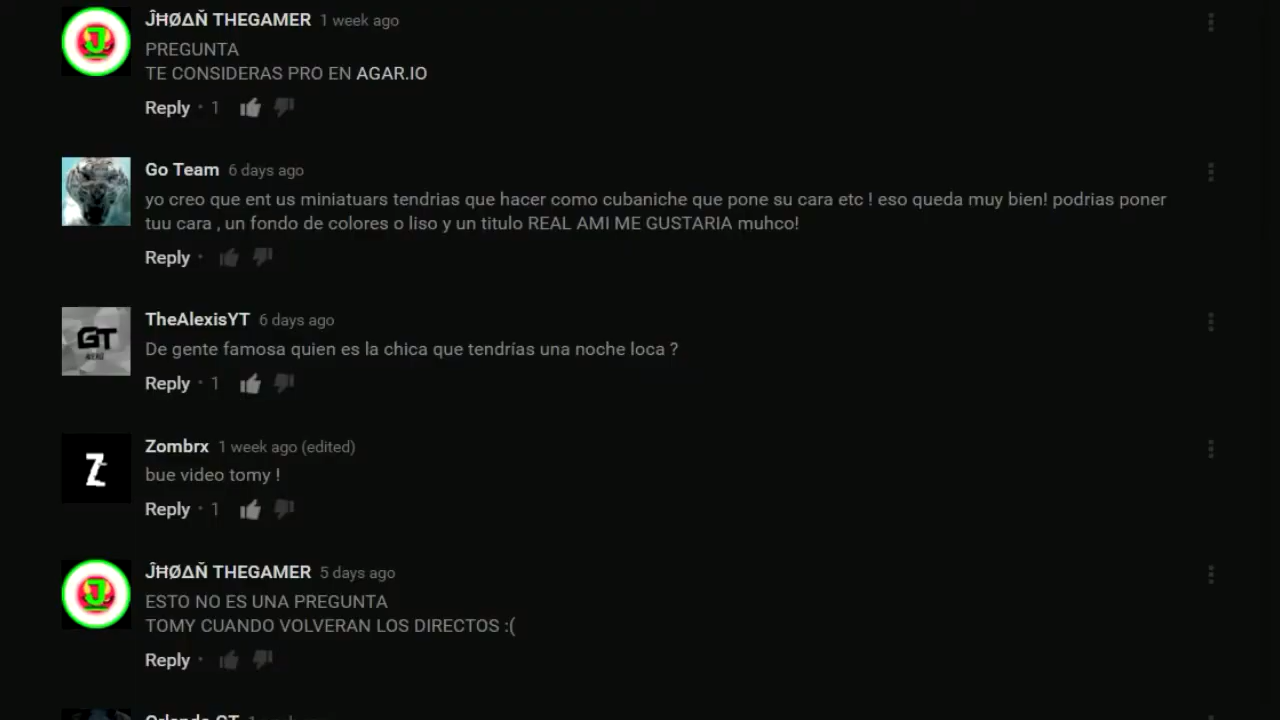 ĴĦØΔŇ THEGAMER 1 week ago
PREGUNTA
TE CONSIDERAS PRO EN AGAR.IO
Reply · 1
Go Team 6 days ago
yo creo que ent us miniatuars tendrias que hacer como cubaniche que pone su cara etc ! eso queda muy bien! podrias poner
tuu cara , un fondo de colores o liso y un titulo REAL AMI ME GUSTARIA muhco!
Reply ·
GT
TheAlexisYT 6 days ago
De gente famosa quien es la chica que tendrías una noche loca ?
Reply · 1
Z
Zombrx 1 week ago (edited)
bue video tomy !
Reply · 1
ĴĦØΔŇ THEGAMER 5 days ago
ESTO NO ES UNA PREGUNTA
TOMY CUANDO VOLVERAN LOS DIRECTOS :(
Reply ·